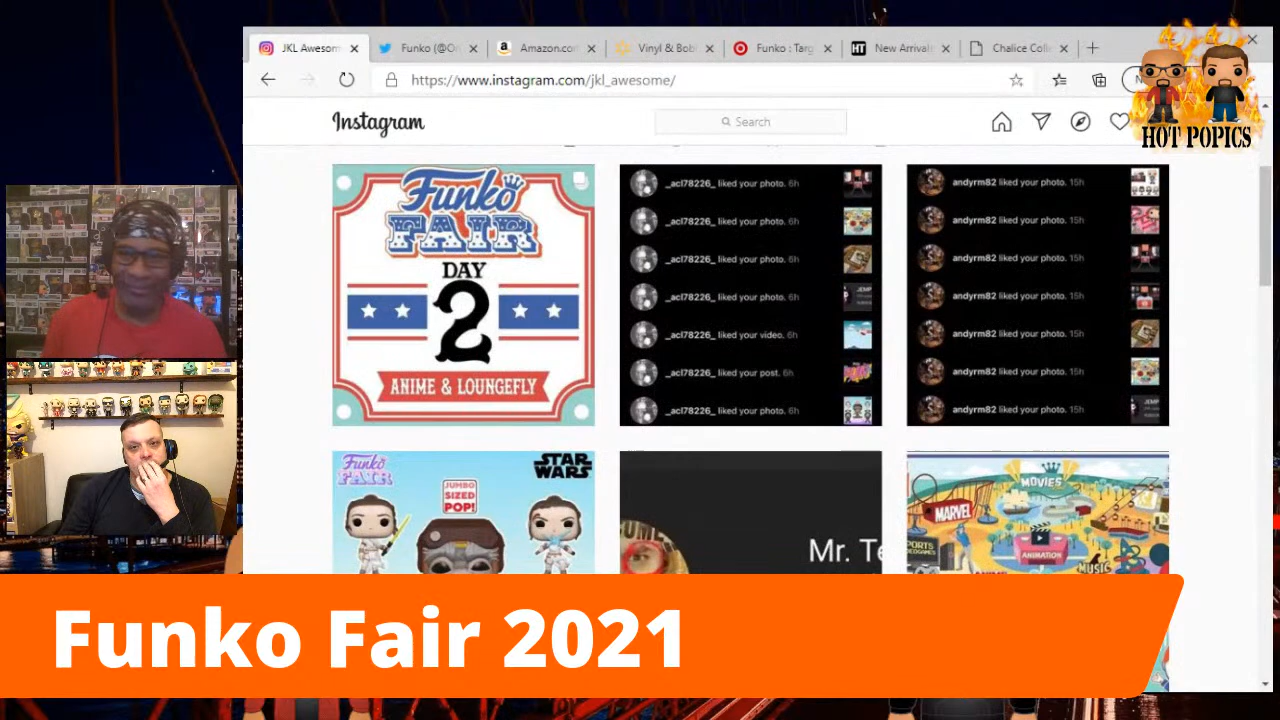 JKL Awesom
Funko (@O
Amazon.co
Vinyl & Bob
Funko : Targ
HT
New Arrival
Chalice Coll
https://www.instagram.com/jkl_awesome/
HOT POPICS
Instagram
Search
Funko
FAIR
DAY
2
ANIME & LOUNGEFLY
_acl78226_ liked your photo. 6h
_acl78226_ liked your photo. 6h
_acl78226_ liked your photo. 6h
_acl78226_ liked your photo. 6h
_acl78226_ liked your video. 6h
_acl78226_ liked your post. 6h
_acl78226_ liked your photo. 6h
andyrm82 liked your photo. 15h
andyrm82 liked your photo. 15h
andyrm82 liked your photo. 15h
andyrm82 liked your photo. 15h
andyrm82 liked your photo. 15h
andyrm82 liked your photo. 15h
andyrm82 liked your photo. 15h
Funko
FAIR
STAR
WARS
JUMBO
SIZED
POP!
Mr. Te
MOVIES
MARVEL
ANIMATION
MUSIC
Funko Fair 2021